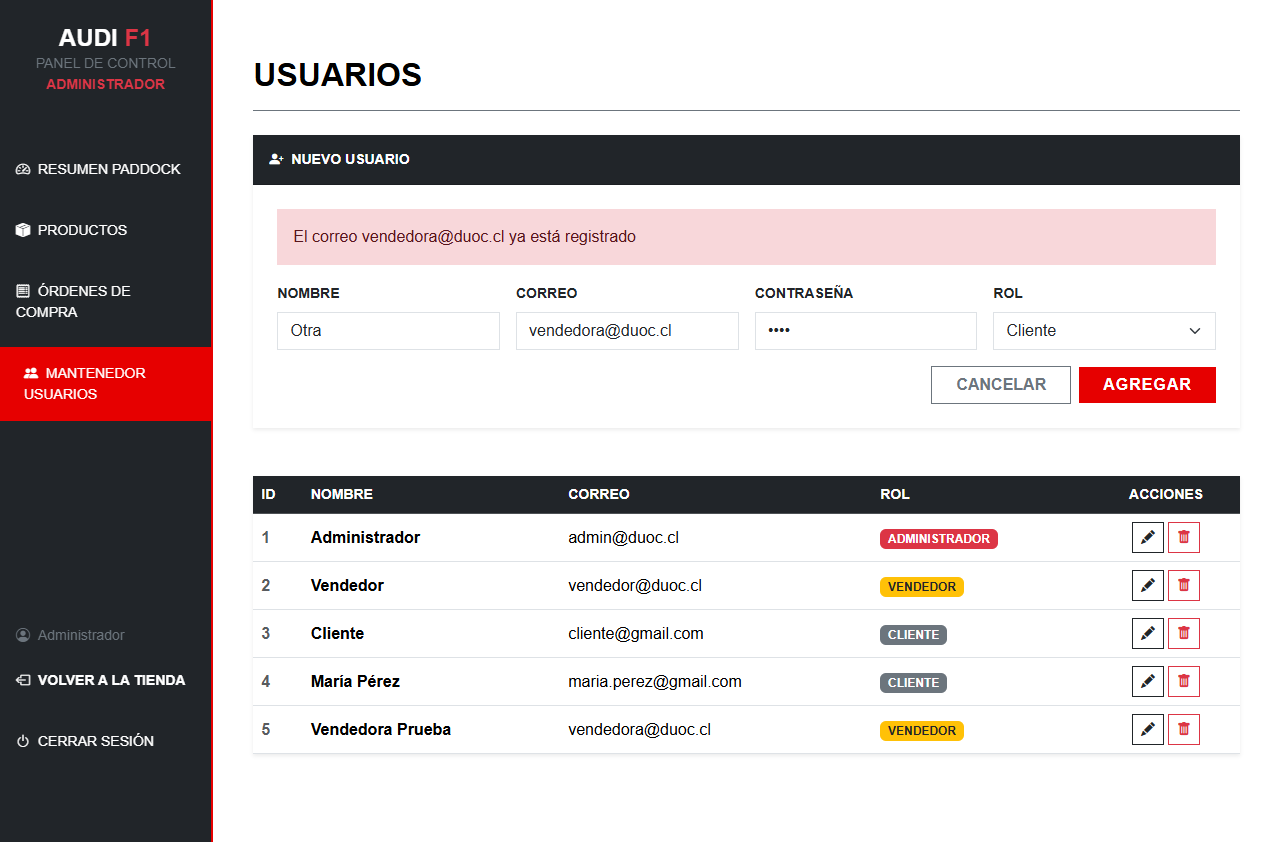 AUDI F1
PANEL DE CONTROL
ADMINISTRADOR
RESUMEN PADDOCK
PRODUCTOS
ÓRDENES DE
COMPRA
MANTENEDOR
USUARIOS
Administrador
VOLVER A LA TIENDA
CERRAR SESIÓN
USUARIOS
NUEVO USUARIO
El correo vendedora@duoc.cl ya está registrado
NOMBRE CORREO CONTRASEÑA ROL
Otra vendedora@duoc.cl •••• Cliente
CANCELAR AGREGAR
ID NOMBRE CORREO ROL ACCIONES
1 Administrador admin@duoc.cl ADMINISTRADOR
2 Vendedor vendedor@duoc.cl VENDEDOR
3 Cliente cliente@gmail.com CLIENTE
4 María Pérez maria.perez@gmail.com CLIENTE
5 Vendedora Prueba vendedora@duoc.cl VENDEDOR